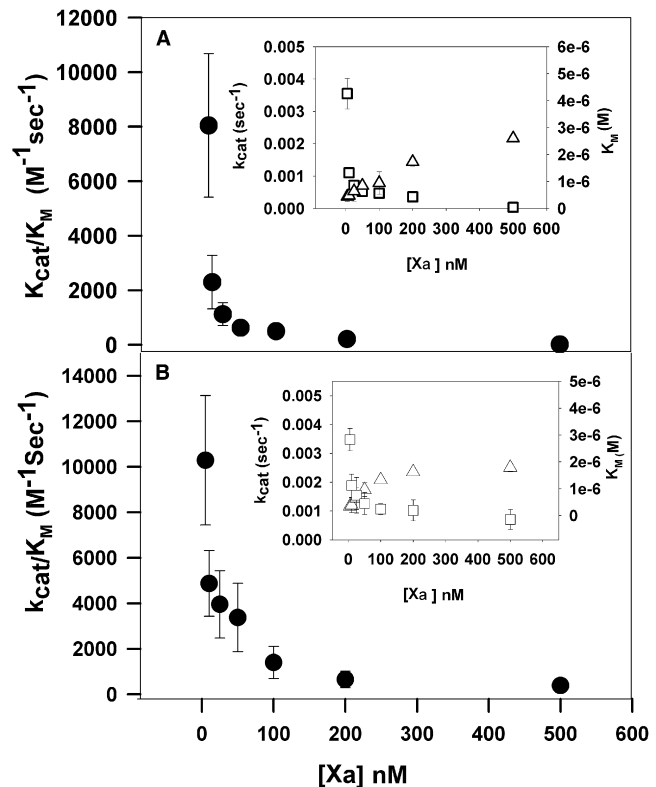 A
12000
10000
8000
6000
4000
2000
0
Kcat/KM (M-1sec-1)
0.005
0.004
0.003
0.002
0.001
0.000
kcat (sec-1)
6e-6
5e-6
4e-6
3e-6
2e-6
1e-6
0
KM (M)
0 100 200 300 400 500 600
[Xa] nM
B
14000
12000
10000
8000
6000
4000
2000
0
kcat/KM (M-1Sec-1)
0.005
0.004
0.003
0.002
0.001
0.000
kcat (sec-1)
5e-6
4e-6
3e-6
2e-6
1e-6
0
KM (M)
0 100 200 300 400 500 600
[Xa] nM
0 100 200 300 400 500 600
[Xa] nM